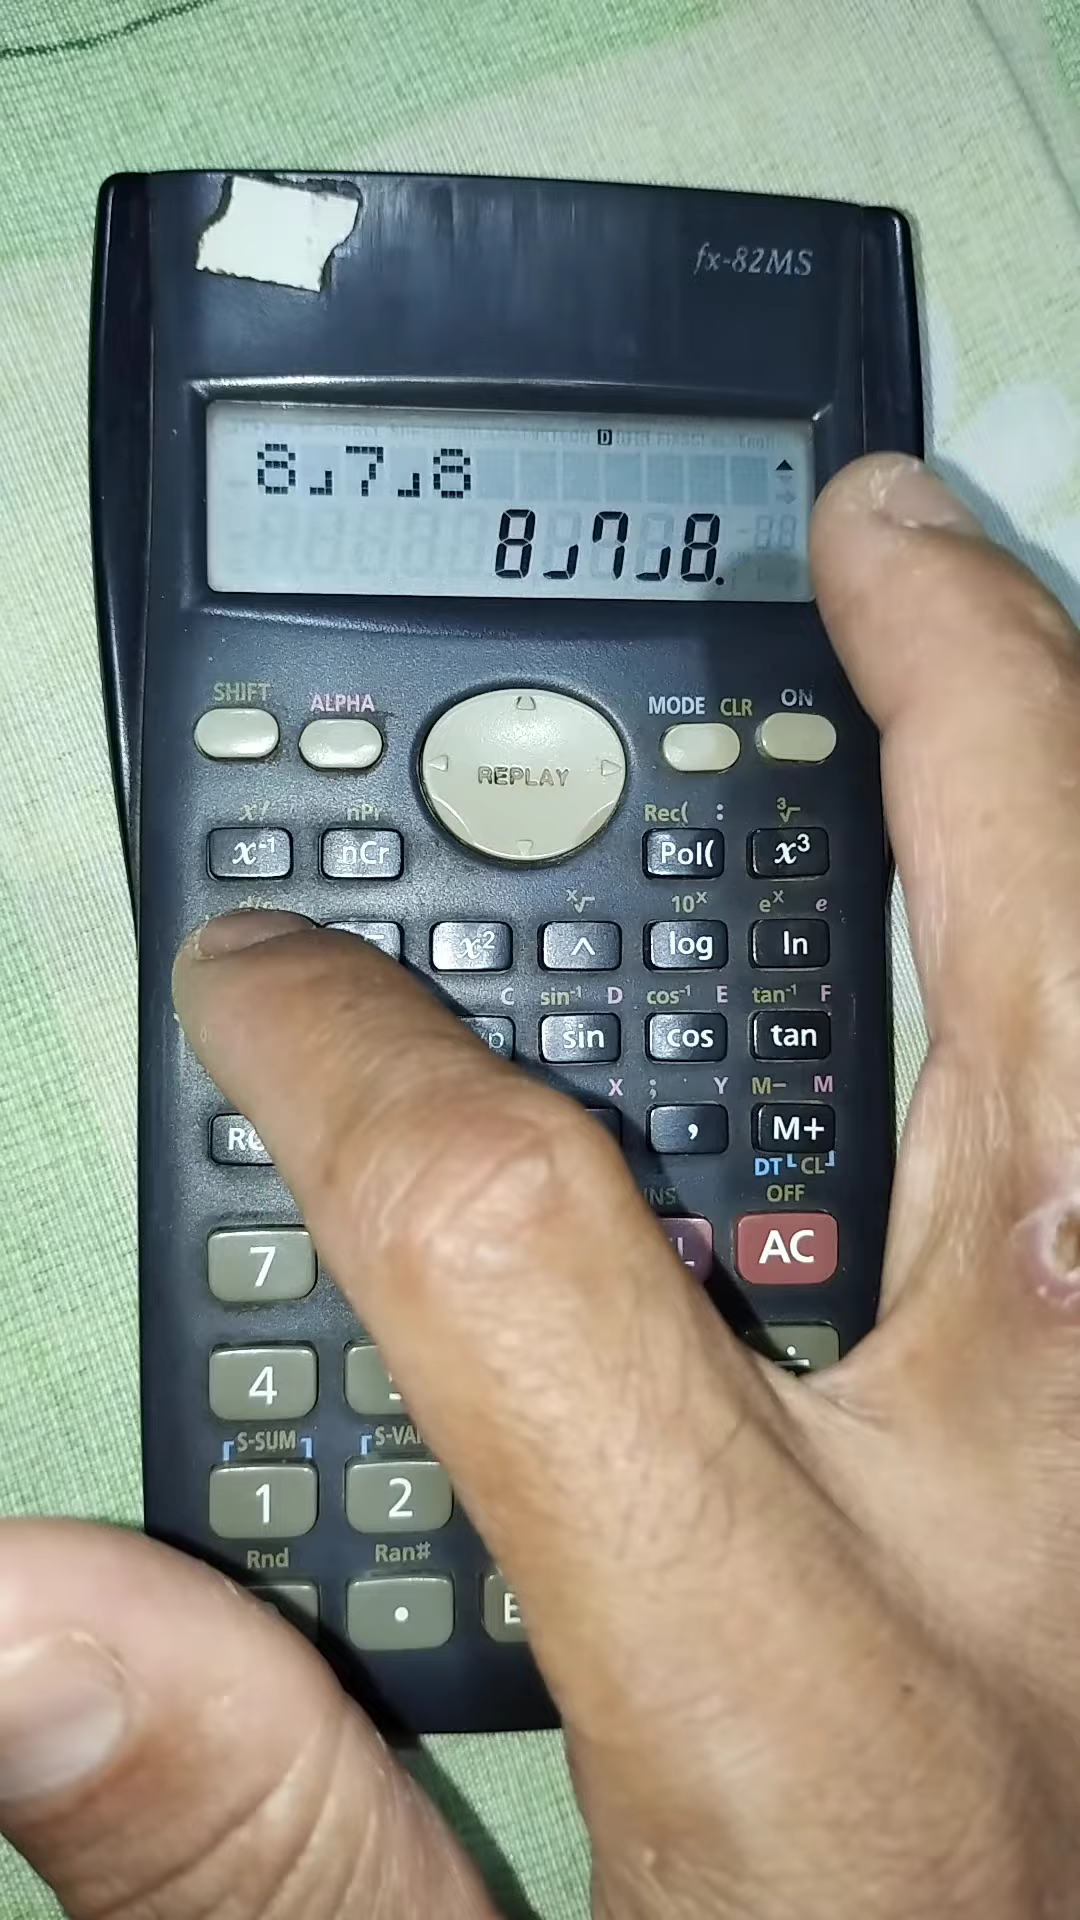 fx-82MS
D
8⌟7⌟8
8⌟7⌟8.
SHIFT ALPHA MODE CLR ON
REPLAY
x! nPr Rec( : ³√
x⁻¹ nCr Pol( x³
d/c ˣ√ 10ˣ eˣ e
x² ^ log ln
C sin⁻¹ D cos⁻¹ E tan⁻¹ F
sin cos tan
X ; Y M− M
, M+
DT CL
INS OFF
7 AC
4 ÷
S-SUM
1 2
Rnd Ran#
•